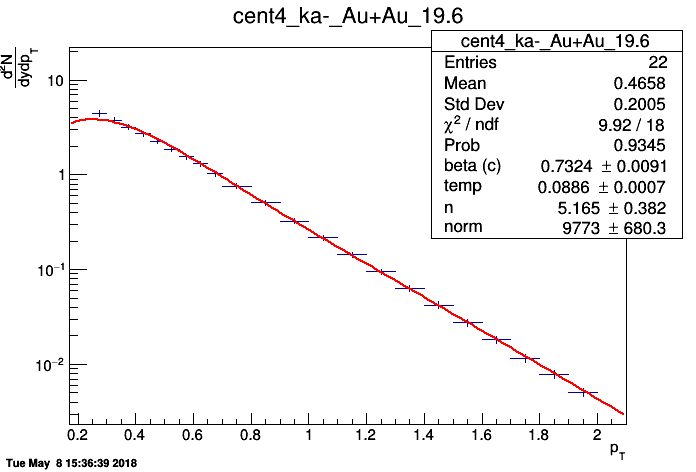 cent4_ka-_Au+Au_19.6
d²N
dydp_T
cent4_ka-_Au+Au_19.6
Entries 22
Mean 0.4658
Std Dev 0.2005
χ² / ndf 9.92 / 18
Prob 0.9345
beta (c) 0.7324 ± 0.0091
temp 0.0886 ± 0.0007
n 5.165 ± 0.382
norm 9773 ± 680.3
10
1
10⁻¹
10⁻²
0.2 0.4 0.6 0.8 1 1.2 1.4 1.6 1.8 2
p_T
Tue May 8 15:36:39 2018